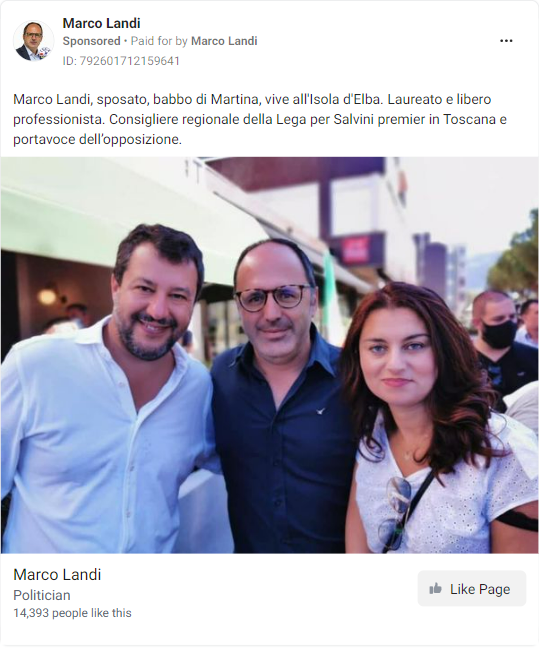 Marco Landi
Sponsored • Paid for by Marco Landi
ID: 792601712159641
Marco Landi, sposato, babbo di Martina, vive all'Isola d'Elba. Laureato e libero
professionista. Consigliere regionale della Lega per Salvini premier in Toscana e
portavoce dell’opposizione.
Marco Landi
Politician
14,393 people like this
Like Page